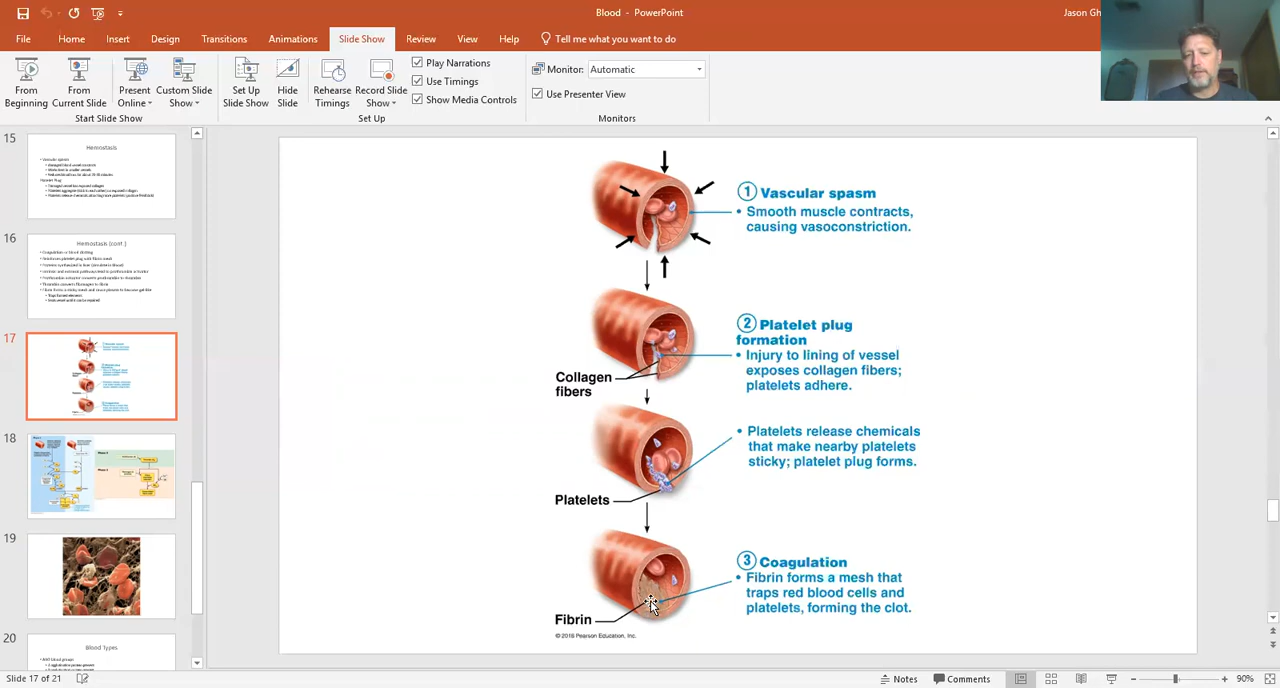 Blood - PowerPoint
Jason Gh
File Home Insert Design Transitions Animations Slide Show Review View Help Tell me what you want to do
From Beginning
From Current Slide
Present Online
Custom Slide Show
Start Slide Show
Set Up Slide Show
Hide Slide
Rehearse Timings
Record Slide Show
Play Narrations
Use Timings
Show Media Controls
Set Up
Monitor: Automatic
Use Presenter View
Monitors
15
Hemostasis
16
Hemostasis (cont.)
17
18
19
20
Blood Types
1 Vascular spasm
• Smooth muscle contracts,
causing vasoconstriction.
2 Platelet plug
formation
• Injury to lining of vessel
exposes collagen fibers;
platelets adhere.
Collagen
fibers
• Platelets release chemicals
that make nearby platelets
sticky; platelet plug forms.
Platelets
3 Coagulation
• Fibrin forms a mesh that
traps red blood cells and
platelets, forming the clot.
Fibrin
© 2018 Pearson Education, Inc.
Slide 17 of 21
Notes
Comments
90%